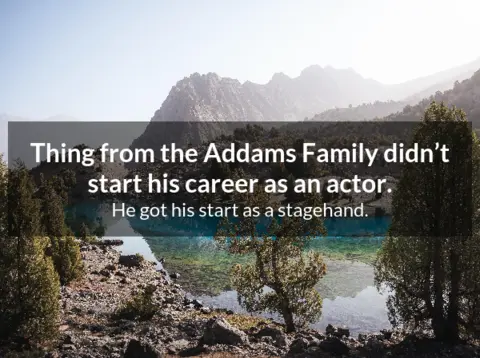 Thing from the Addams Family didn’t
start his career as an actor.
He got his start as a stagehand.